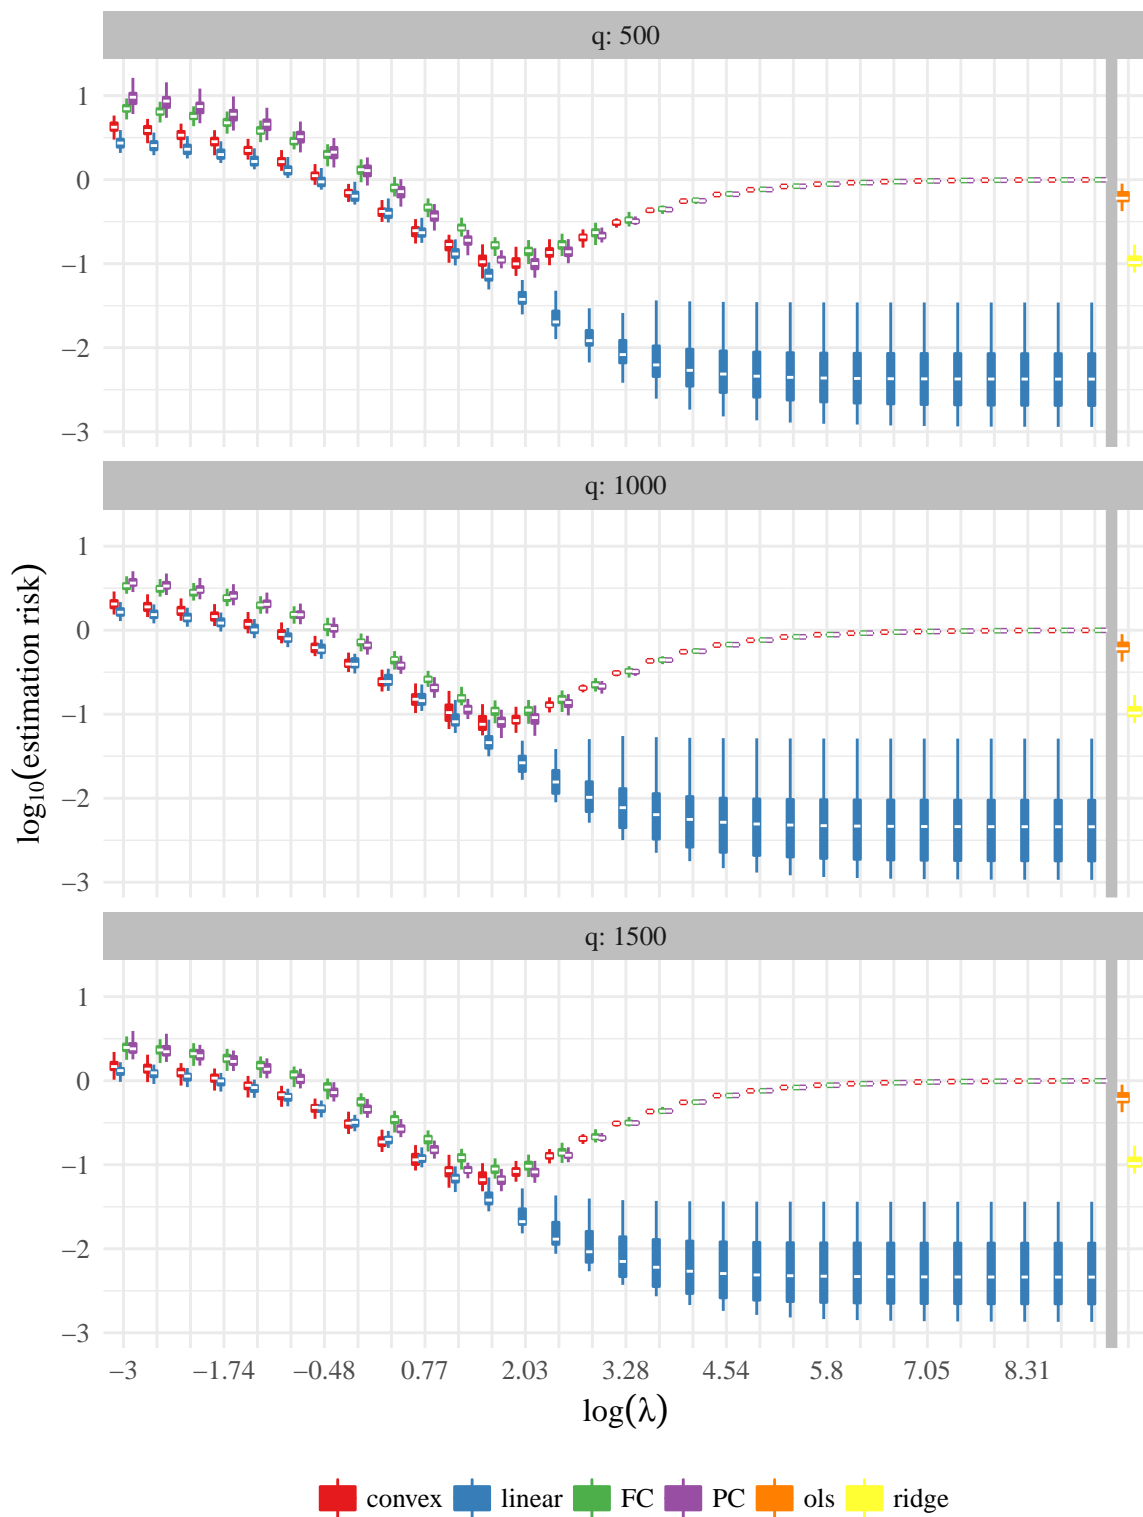 q: 500
1
0
−1
−2
−3
q: 1000
1
0
−1
−2
−3
log₁₀(estimation risk)
q: 1500
1
0
−1
−2
−3
−3 −1.74 −0.48 0.77 2.03 3.28 4.54 5.8 7.05 8.31
log(λ)
convex linear FC PC ols ridge